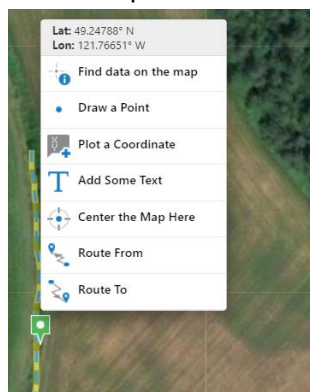 Lat: 49.24788° N
Lon: 121.76651° W
Find data on the map
Draw a Point
Plot a Coordinate
T Add Some Text
Center the Map Here
Route From
Route To